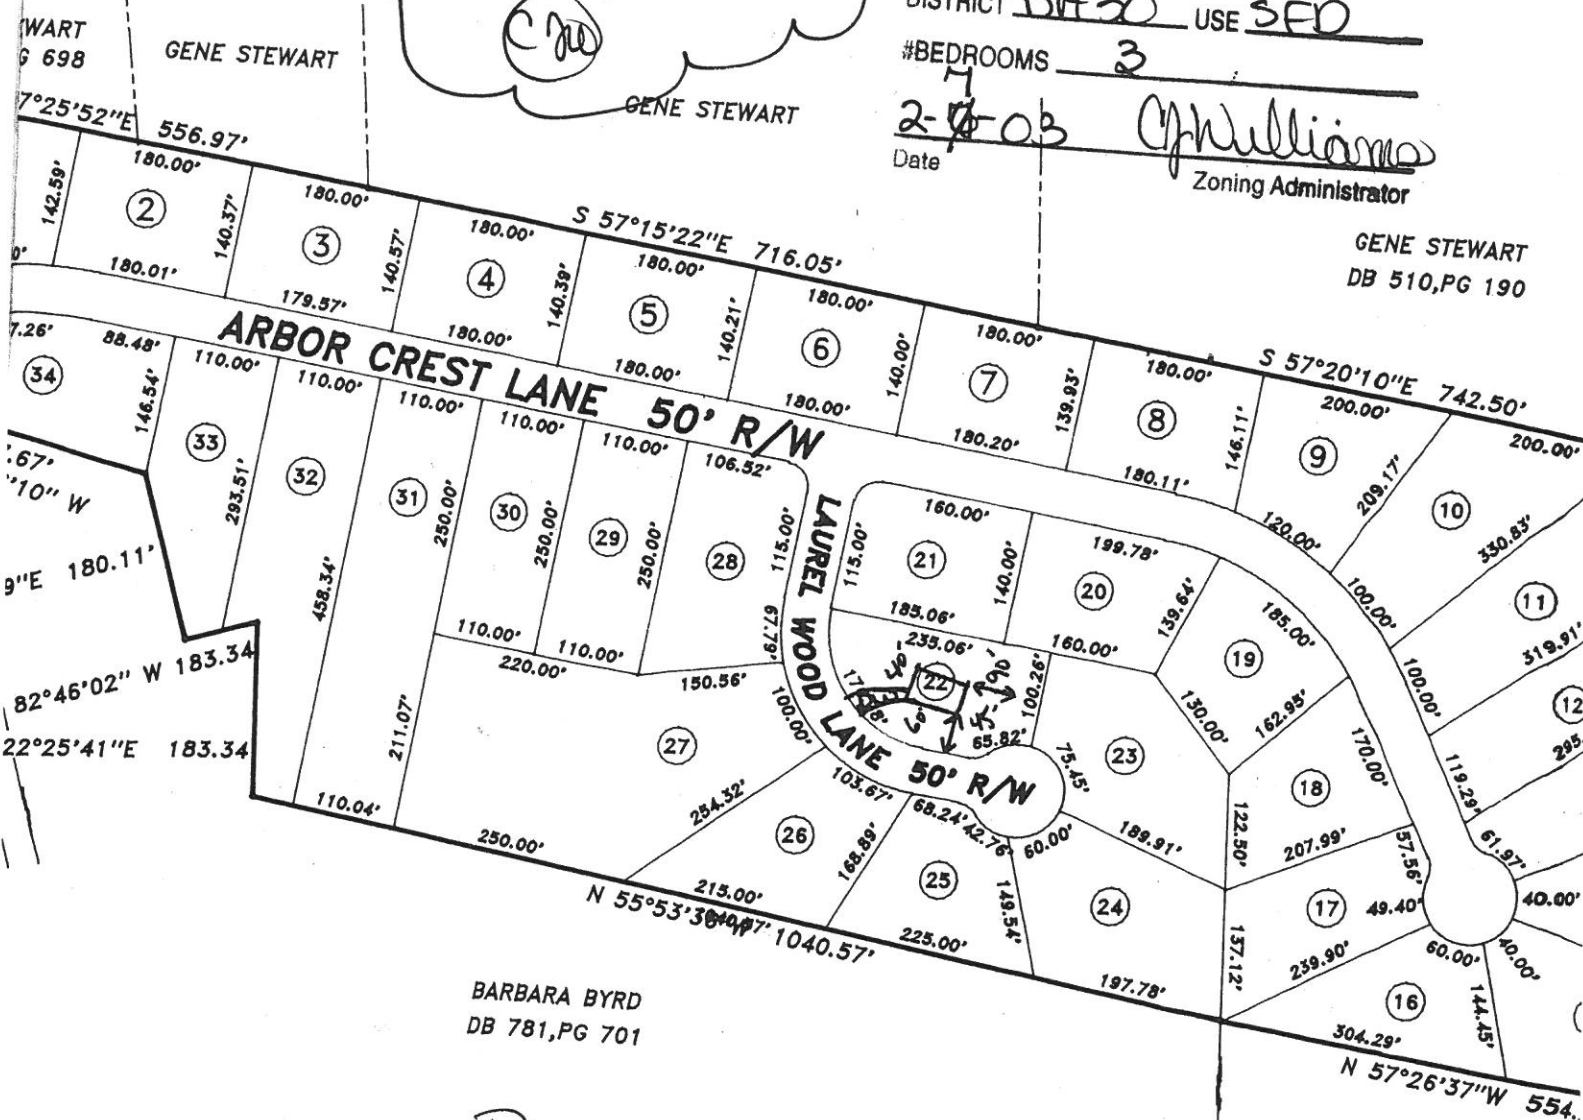 DISTRICT USE SFD
#BEDROOMS 3
2-7-03 CJWilliams
Date Zoning Administrator
WART
G 698
GENE STEWART
GENE STEWART
GENE STEWART
DB 510,PG 190
7°25'52"E 556.97'
S 57°15'22"E 716.05'
S 57°20'10"E 742.50'
142.59' 180.00' 2 180.01' 140.37'
180.00' 3 179.57' 140.57'
180.00' 4 180.00' 140.39'
180.00' 5 180.00' 140.21'
180.00' 6 180.00' 140.00'
180.00' 7 180.20' 139.93'
180.00' 8 180.11' 146.11'
200.00' 9 120.00' 209.17'
200.00' 10 100.00' 330.83'
11 100.00' 319.91'
12 119.29' 295.
ARBOR CREST LANE 50' R/W
7.26' 88.48' 34 146.54'
110.00' 33 293.51'
110.00' 32 458.34'
110.00' 31 250.00' 211.07'
110.00' 30 250.00' 110.00'
110.00' 29 250.00' 110.00'
106.52' 28 115.00' 67.79' 150.56'
LAUREL WOOD LANE 50' R/W
160.00' 115.00' 21 140.00' 185.06'
199.78' 20 139.64' 160.00'
185.00' 19 162.95' 130.00'
235.06' 22 100.26' 65.82'
40' 90' 60' 45'
75.45' 23 189.91'
170.00' 18 122.50' 207.99'
57.56' 61.97'
17 49.40' 239.90' 137.12'
40.00' 40.00' 60.00'
16 144.45' 304.29'
220.00' 27 100.00' 254.32' 250.00'
103.67' 26 168.89' 215.00'
68.24' 42.76' 25 149.54' 225.00'
60.00' 24 197.78'
110.04'
.67'
'10" W
9"E 180.11'
82°46'02" W 183.34
22°25'41"E 183.34
1040.57'
N 57°26'37"W 554.
BARBARA BYRD
DB 781,PG 701